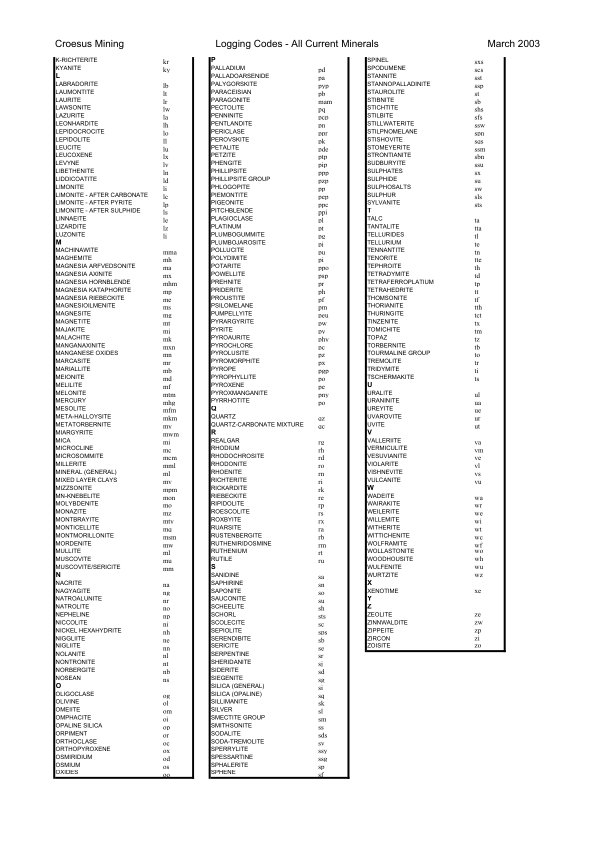 Croesus Mining Logging Codes - All Current Minerals March 2003
K-RICHTERITE kr
KYANITE ky
L
LABRADORITE lb
LAUMONTITE lt
LAURITE lr
LAWSONITE lw
LAZURITE la
LEONHARDITE lh
LEPIDOCROCITE lo
LEPIDOLITE ll
LEUCITE lu
LEUCOXENE lx
LEVYNE lv
LIBETHENITE ln
LIDDICOATITE ld
LIMONITE li
LIMONITE - AFTER CARBONATE lc
LIMONITE - AFTER PYRITE lp
LIMONITE - AFTER SULPHIDE ls
LINNAEITE le
LIZARDITE lz
LUZONITE li
M
MACHINAWITE mma
MAGHEMITE mh
MAGNESIA ARFVEDSONITE ma
MAGNESIA AXINITE mx
MAGNESIA HORNBLENDE mhm
MAGNESIA KATAPHORITE mp
MAGNESIA RIEBECKITE me
MAGNESIOILMENITE ms
MAGNESITE mg
MAGNETITE mt
MAJAKITE mj
MALACHITE mk
MANGANAXINITE mxn
MANGANESE OXIDES mn
MARCASITE mr
MARIALLITE mb
MEIONITE md
MELILITE mf
MELONITE mtm
MERCURY mhg
MESOLITE mfm
META-HALLOYSITE mkm
METATORBERNITE mv
MIARGYRITE mwm
MICA mi
MICROCLINE mc
MICROSOMMITE mcm
MILLERITE mml
MINERAL (GENERAL) ml
MIXED LAYER CLAYS mv
MIZZSONITE mpm
MN-KNEBELITE mon
MOLYBDENITE mo
MONAZITE mz
MONTBRAYITE mtv
MONTICELLITE mq
MONTMORILLONITE msm
MORDENITE mw
MULLITE ml
MUSCOVITE mu
MUSCOVITE/SERICITE mm
N
NACRITE na
NAGYAGITE ng
NATROALUNITE nr
NATROLITE no
NEPHELINE np
NICCOLITE ni
NICKEL HEXAHYDRITE nh
NIGGLIITE ne
NIGLITE nn
NOLANITE nl
NONTRONITE nt
NORBERGITE nb
NOSEAN ns
O
OLIGOCLASE og
OLIVINE ol
OMEIITE om
OMPHACITE oi
OPALINE SILICA op
ORPIMENT or
ORTHOCLASE oc
ORTHOPYROXENE ox
OSMIRIDIUM od
OSMIUM os
OXIDES oo
P
PALLADIUM pd
PALLADOARSENIDE pa
PALYGORSKITE pyp
PARACEISIAN pb
PARAGONITE mam
PECTOLITE pq
PENNINITE pcp
PENTLANDITE pn
PERICLASE ppr
PEROVSKITE pk
PETALITE pde
PETZITE ptp
PHENGITE pjp
PHILLIPSITE ppp
PHILLIPSITE GROUP pzp
PHLOGOPITE pp
PIEMONTITE pep
PIGEONITE ppc
PITCHBLENDE ppi
PLAGIOCLASE pl
PLATINUM pt
PLUMBOGUMMITE pg
PLUMBOJAROSITE pj
POLLUCITE pu
POLYDIMITE pi
POTARITE ppo
POWELLITE psp
PREHNITE pr
PRIDERITE ph
PROUSTITE pf
PSILOMELANE pm
PUMPELLYITE peu
PYRARGYRITE pw
PYRITE py
PYROAURITE phy
PYROCHLORE pc
PYROLUSITE pz
PYROMORPHITE px
PYROPE pgp
PYROPHYLLITE po
PYROXENE pe
PYROXMANGANITE pny
PYRRHOTITE po
Q
QUARTZ qz
QUARTZ-CARBONATE MIXTURE qc
R
REALGAR rg
RHODIUM rh
RHODOCHROSITE rd
RHODONITE ro
RHOENITE rn
RICHTERITE ri
RICKARDITE rk
RIEBECKITE re
RIPIDOLITE rp
ROESCOLITE rs
ROXBYITE rx
RUARSITE ra
RUSTENBERGITE rb
RUTHENIRIDOSMINE rm
RUTHENIUM rt
RUTILE ru
S
SANIDINE sa
SAPHIRINE sn
SAPONITE so
SAUCONITE su
SCHEELITE sh
SCHORL sts
SCOLECITE sc
SEPIOLITE sps
SERENDIBITE sb
SERICITE se
SERPENTINE sr
SHERIDANITE sj
SIDERITE sd
SIEGENITE sg
SILICA (GENERAL) si
SILICA (OPALINE) sq
SILLIMANITE sk
SILVER sl
SMECTITE GROUP sm
SMITHSONITE ss
SODALITE sds
SODA-TREMOLITE sv
SPERRYLITE ssy
SPESSARTINE ssg
SPHALERITE sp
SPHENE sf
SPINEL sxs
SPODUMENE scs
STANNITE sst
STANNOPALLADINITE ssp
STAUROLITE st
STIBNITE sb
STICHTITE shs
STILBITE sfs
STILLWATERITE ssw
STILPNOMELANE spn
STISHOVITE sqs
STOMEYERITE ssm
STRONTIANITE sbn
SUDBURYITE ssu
SULPHATES sx
SULPHIDE su
SULPHOSALTS sw
SULPHUR sls
SYLVANITE sts
T
TALC ta
TANTALITE tta
TELLURIDES tl
TELLURIUM te
TENNANTITE tn
TENORITE tte
TEPHROITE th
TETRADYMITE td
TETRAFERROPLATIUM tp
TETRAHEDRITE tt
THOMSONITE tf
THORIANITE tth
THURINGITE tct
TINZENITE tx
TOMICHITE tm
TOPAZ tz
TORBERNITE tb
TOURMALINE GROUP to
TREMOLITE tr
TRIDYMITE ti
TSCHERMAKITE ts
U
URALITE ul
URANINITE ua
UREYITE ue
UVAROVITE ur
UVITE ut
V
VALLERIITE va
VERMICULITE vm
VESUVIANITE ve
VIOLARITE vl
VISHNEVITE vs
VULCANITE vu
W
WADEITE wa
WAIRAKITE wr
WEILERITE we
WILLEMITE wi
WITHERITE wt
WITTICHENITE wc
WOLFRAMITE wf
WOLLASTONITE wo
WOODHOUSITE wh
WULFENITE wu
WURTZITE wz
X
XENOTIME xe
Y
Z
ZEOLITE ze
ZINNWALDITE zw
ZIPPEITE zp
ZIRCON zi
ZOISITE zo